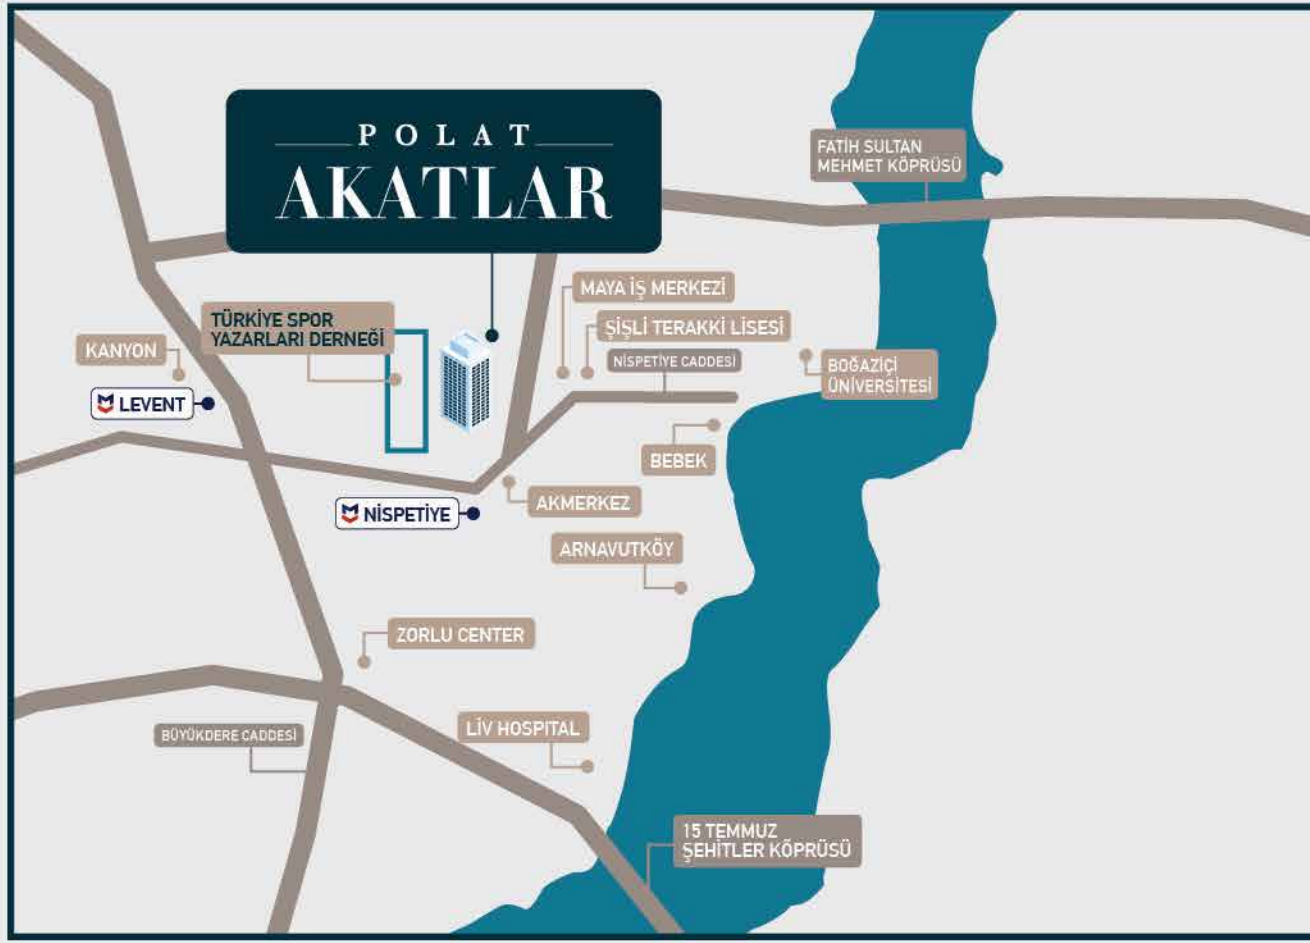 POLAT
AKATLAR
FATİH SULTAN
MEHMET KÖPRÜSÜ
MAYA İŞ MERKEZİ
TÜRKİYE SPOR
YAZARLARI DERNEĞİ
ŞİŞLİ TERAKKİ LİSESİ
KANYON
NİSPETİYE CADDESİ
BOĞAZİÇİ
ÜNİVERSİTESİ
LEVENT
BEBEK
AKMERKEZ
NİSPETİYE
ARNAVUTKÖY
ZORLU CENTER
LİV HOSPITAL
BÜYÜKDERE CADDESİ
15 TEMMUZ
ŞEHİTLER KÖPRÜSÜ